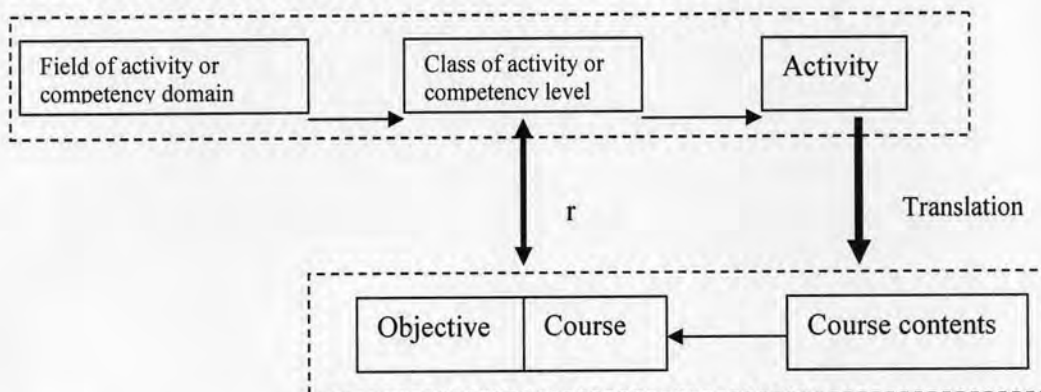 Field of activity or
competency domain
Class of activity or
competency level
Activity
r
Translation
Objective
Course
Course contents